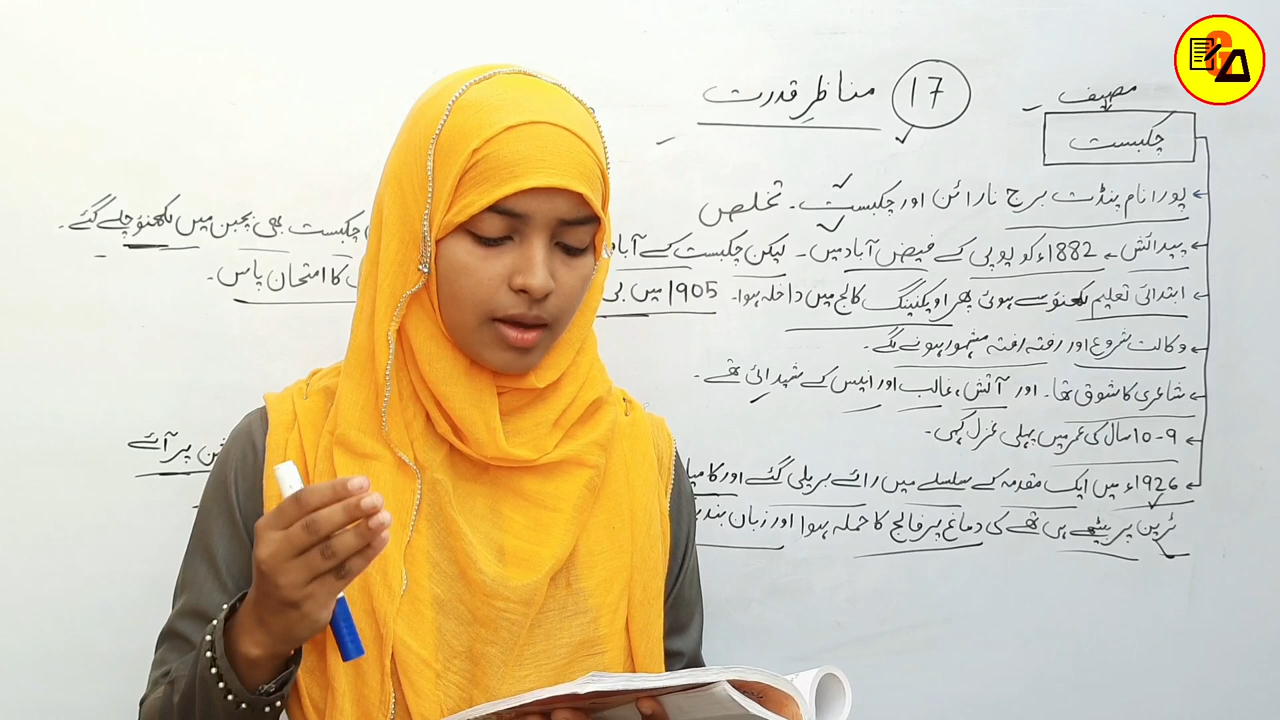 مناظرِ قدرت
17
مصنف
چکبست
پورا نام پنڈت برج نارائن اور چکبست۔ تخلص
پیدائش 1882ء کو یوپی کے فیض آباد میں۔ لیکن چکبست کے آباد چکبست بھی بچپن میں لکھنؤ چلے گئے۔
ابتدائی تعلیم لکھنؤ سے ہوئی پھر کالج میں داخلہ ہوا۔ 1905 میں بی کا امتحان پاس۔
وکالت شروع اور رفتہ رفتہ مشہور ہونے لگے۔
شاعری کا شوق تھا۔ اور آتش، غالب اور انیس کے شیدائی تھے۔
9-10 سال کی عمر میں پہلی غزل کہی۔
1926ء میں ایک مقدمہ کے سلسلے میں رائے بریلی گئے اور کامیا پر آئے
ٹرین پر بیٹھے ہی تھے کی دماغ پر فالج کا حملہ ہوا اور زبان بند